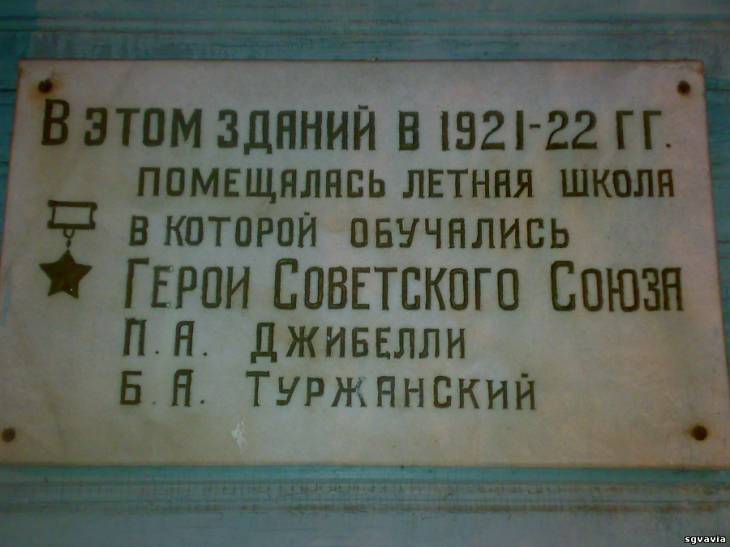 В ЭТОМ ЗДАНИЙ В 1921-22 ГГ.
ПОМЕЩАЛАСЬ ЛЕТНАЯ ШКОЛА
В КОТОРОЙ ОБУЧАЛИСЬ
ГЕРОИ СОВЕТСКОГО СОЮЗА
П. А. ДЖИБЕЛЛИ
Б. А. ТУРЖАНСКИЙ
sgvavia